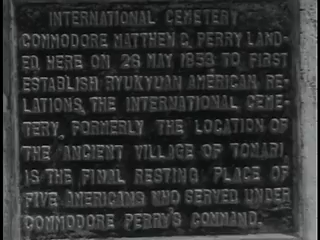 INTERNATIONAL CEMETERY
COMMODORE MATTHEW C. PERRY LAND-
ED HERE ON 26 MAY 1853 TO FIRST
ESTABLISH RYUKYUAN AMERICAN RE-
LATIONS. THE INTERNATIONAL CEME-
TERY, FORMERLY THE LOCATION OF
THE ANCIENT VILLAGE OF TOMARI,
IS THE FINAL RESTING PLACE OF
FIVE AMERICANS WHO SERVED UNDER
COMMODORE PERRY'S COMMAND.